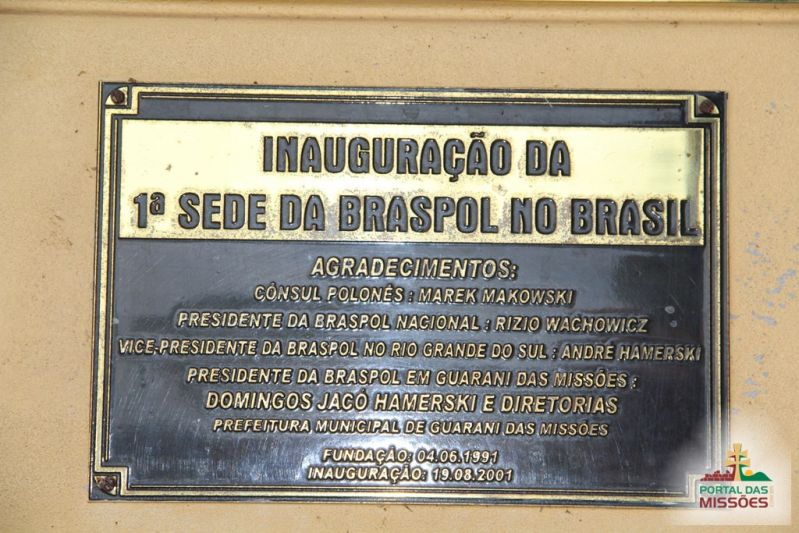 INAUGURAÇÃO DA
1ª SEDE DA BRASPOL NO BRASIL
AGRADECIMENTOS:
CÔNSUL POLONÊS : MAREK MAKOWSKI
PRESIDENTE DA BRASPOL NACIONAL : RIZIO WACHOWICZ
VICE-PRESIDENTE DA BRASPOL NO RIO GRANDE DO SUL : ANDRÉ HAMERSKI
PRESIDENTE DA BRASPOL EM GUARANI DAS MISSÕES :
DOMINGOS JACÓ HAMERSKI E DIRETORIAS
PREFEITURA MUNICIPAL DE GUARANI DAS MISSÕES
FUNDAÇÃO: 04.06.1991
INAUGURAÇÃO: 19.08.2001
PORTAL DAS
MISSÕES